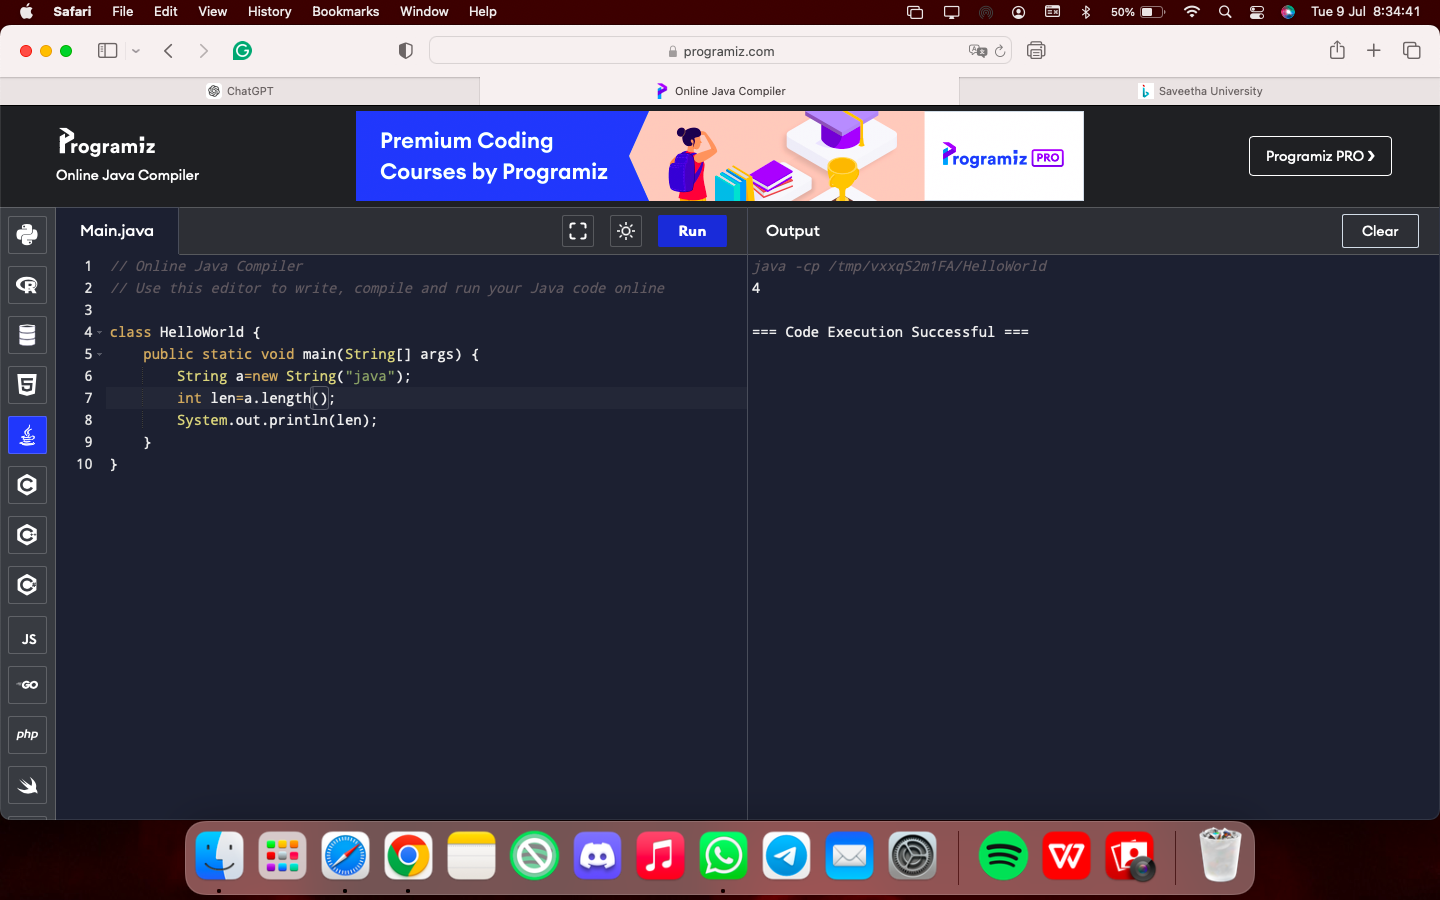 Safari File Edit View History Bookmarks Window Help 50% Tue 9 Jul 8:34:41
programiz.com
ChatGPT Online Java Compiler Saveetha University
Programiz
Online Java Compiler
Premium Coding
Courses by Programiz
Programiz PRO
Programiz PRO ❯
Main.java Run Output Clear
1 // Online Java Compiler
2 // Use this editor to write, compile and run your Java code online
3
4 class HelloWorld {
5 public static void main(String[] args) {
6 String a=new String("java");
7 int len=a.length();
8 System.out.println(len);
9 }
10 }
java -cp /tmp/vxxqS2m1FA/HelloWorld
4
=== Code Execution Successful ===
R
5
C
C
C
JS
GO
php